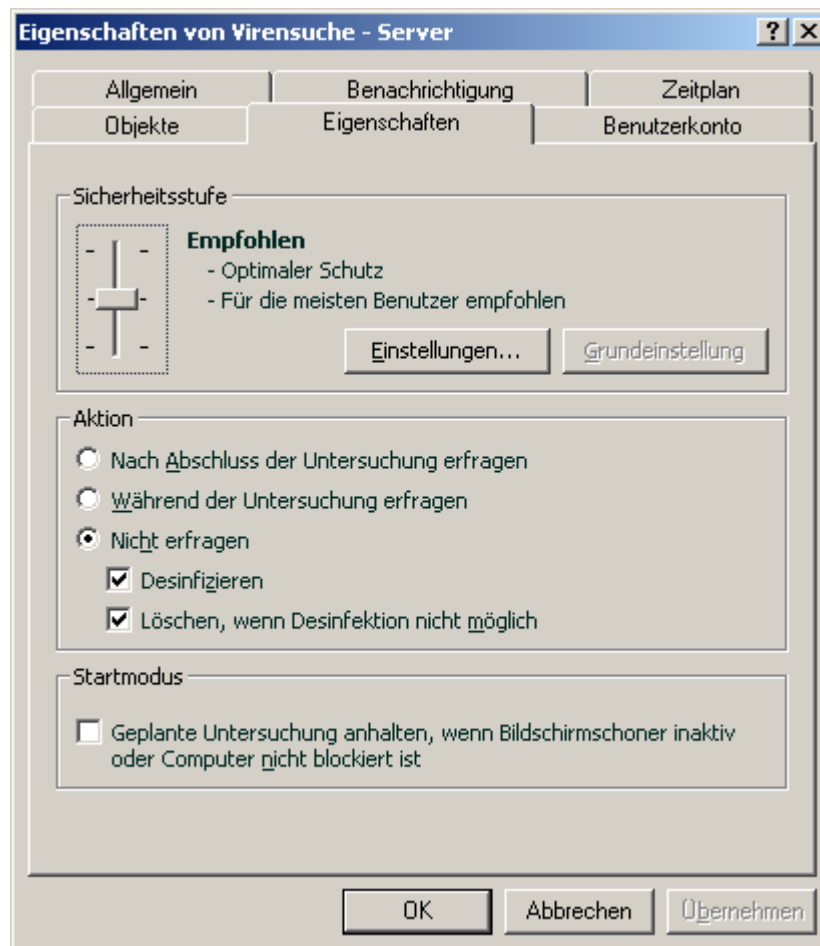 Eigenschaften von Virensuche - Server
Allgemein
Benachrichtigung
Zeitplan
Objekte
Eigenschaften
Benutzerkonto
Sicherheitsstufe
Empfohlen
- Optimaler Schutz
- Für die meisten Benutzer empfohlen
Einstellungen...
Grundeinstellung
Aktion
Nach Abschluss der Untersuchung erfragen
Während der Untersuchung erfragen
Nicht erfragen
Desinfizieren
Löschen, wenn Desinfektion nicht möglich
Startmodus
Geplante Untersuchung anhalten, wenn Bildschirmschoner inaktiv
oder Computer nicht blockiert ist
OK
Abbrechen
Übernehmen